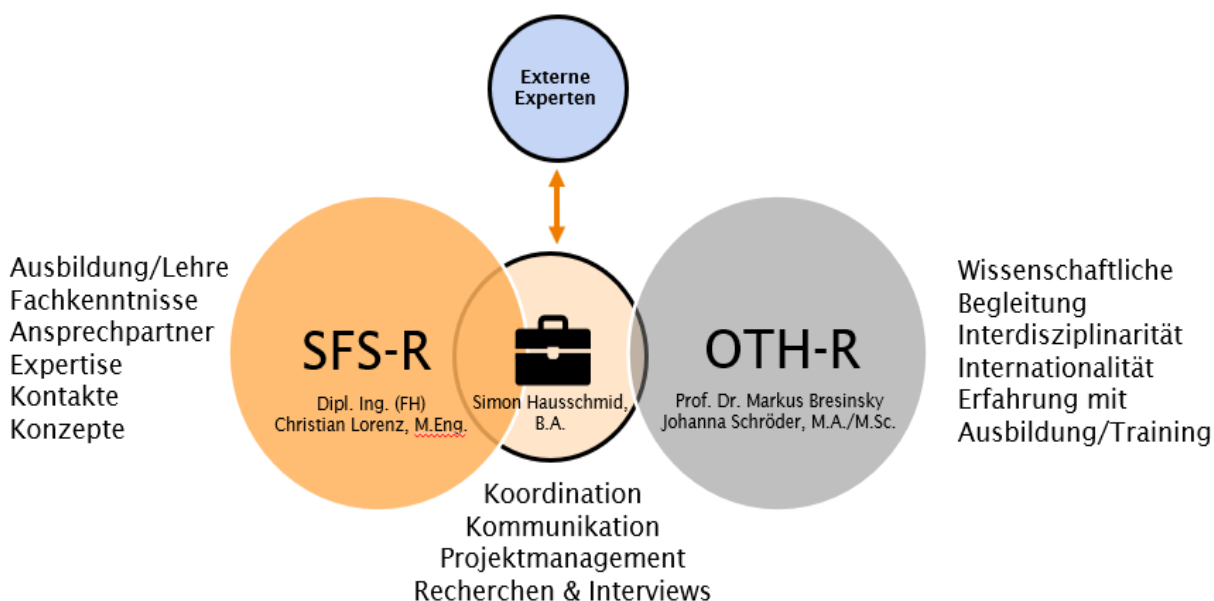 Externe
Experten
Ausbildung/Lehre
Fachkenntnisse
Ansprechpartner
Expertise
Kontakte
Konzepte
SFS-R
Dipl. Ing. (FH)
Christian Lorenz, M.Eng.
Simon Hausschmid,
B.A.
OTH-R
Prof. Dr. Markus Bresinsky
Johanna Schröder, M.A./M.Sc.
Wissenschaftliche
Begleitung
Interdisziplinarität
Internationalität
Erfahrung mit
Ausbildung/Training
Koordination
Kommunikation
Projektmanagement
Recherchen & Interviews